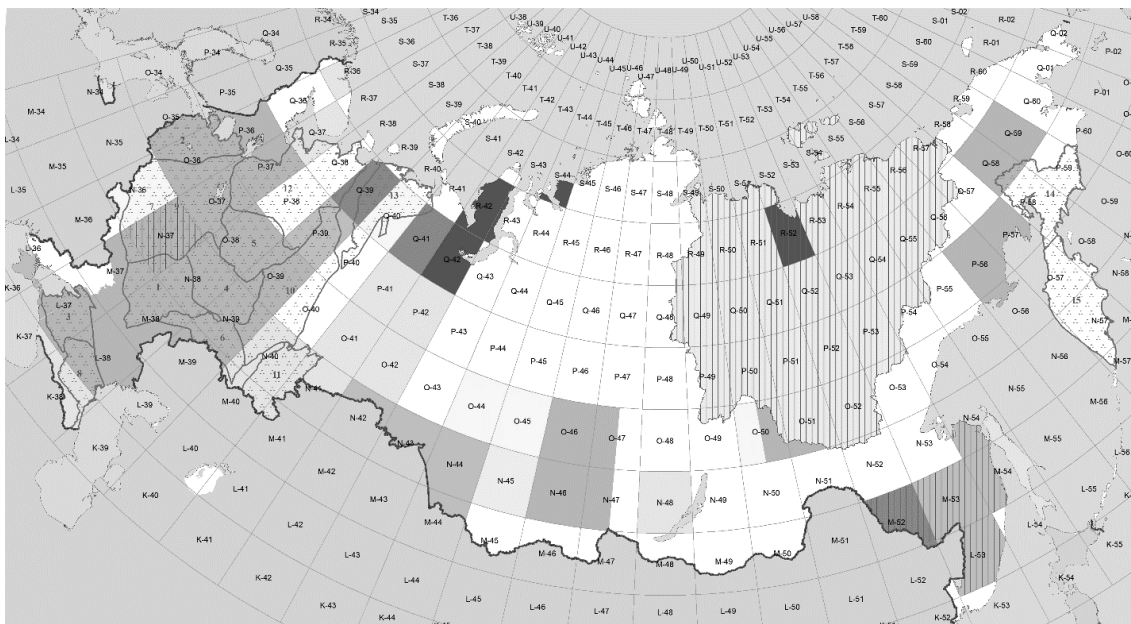 S-34 T-36 U-38 U-58 T-60 S-02
Q-34 R-34 S-35 T-37 U-39 U-40 U-57 S-01 R-02 Q-02
P-34 R-35 S-36 T-38 U-41 U-42 U-43 U-44 U-56 U-55 U-54 T-59 S-60 R-01 Q-01 P-02
O-34 Q-35 P-36 S-37 T-39 T-40 U-45 U-46 U-47 U-48 U-49 U-50 U-51 U-52 U-53 T-58 T-57 S-59 R-60 P-01
N-34 P-35 Q-36 R-37 S-38 S-39 T-41 T-42 T-56 T-55 S-58 S-57 R-59 Q-60
M-34 O-35 P-36 Q-37 R-38 S-40 S-41 T-43 T-44 T-45 T-46 T-47 T-48 T-49 T-50 T-51 T-52 T-53 T-54 S-56 R-58 Q-59 P-60
L-34 N-35 2 O-36 P-37 Q-38 R-39 R-40 S-42 S-43 S-44 S-45 S-46 S-47 S-48 S-49 S-50 S-51 S-52 S-53 S-54 S-55 R-57 R-56 Q-58 P-59 O-60
M-35 N-36 7 O-37 12 P-38 Q-39 13 Q-40 R-41 R-42 R-43 R-44 R-45 R-46 R-47 R-48 R-49 R-50 R-51 R-52 R-53 R-54 R-55 Q-57 Q-56 P-58 14 O-59
L-35 M-36 N-37 O-38 5 P-39 Q-41 Q-42 Q-43 Q-44 Q-45 Q-46 Q-47 Q-48 Q-49 Q-50 Q-51 Q-52 Q-53 Q-54 Q-55 P-57 P-56 O-58 N-58
L-36 M-37 1 N-38 4 O-39 10 P-40 P-41 P-42 P-43 P-44 P-45 P-46 P-47 P-48 P-49 P-50 P-51 P-52 P-53 P-54 P-55 O-56 O-57 15 N-57
K-36 L-37 3 M-38 N-39 6 O-40 O-41 O-42 O-43 O-44 O-45 O-46 O-47 O-48 O-49 O-50 O-51 O-52 O-53 O-54 O-55 N-56 M-57
K-37 8 L-38 M-39 N-40 11 N-41 N-42 N-43 N-44 N-45 N-46 N-47 N-48 N-49 N-50 N-51 N-52 N-53 N-54 N-55 M-56
K-38 L-39 M-40 M-41 M-42 M-43 M-44 M-45 M-46 M-47 M-48 M-49 M-50 M-51 M-52 M-53 M-54 M-55 L-56
K-39 L-40 L-41 L-42 L-43 L-44 L-45 L-46 L-47 L-48 L-49 L-50 L-51 L-52 L-53 L-54 L-55
K-40 K-41 K-42 K-43 K-44 K-52 K-53 K-54 K-55